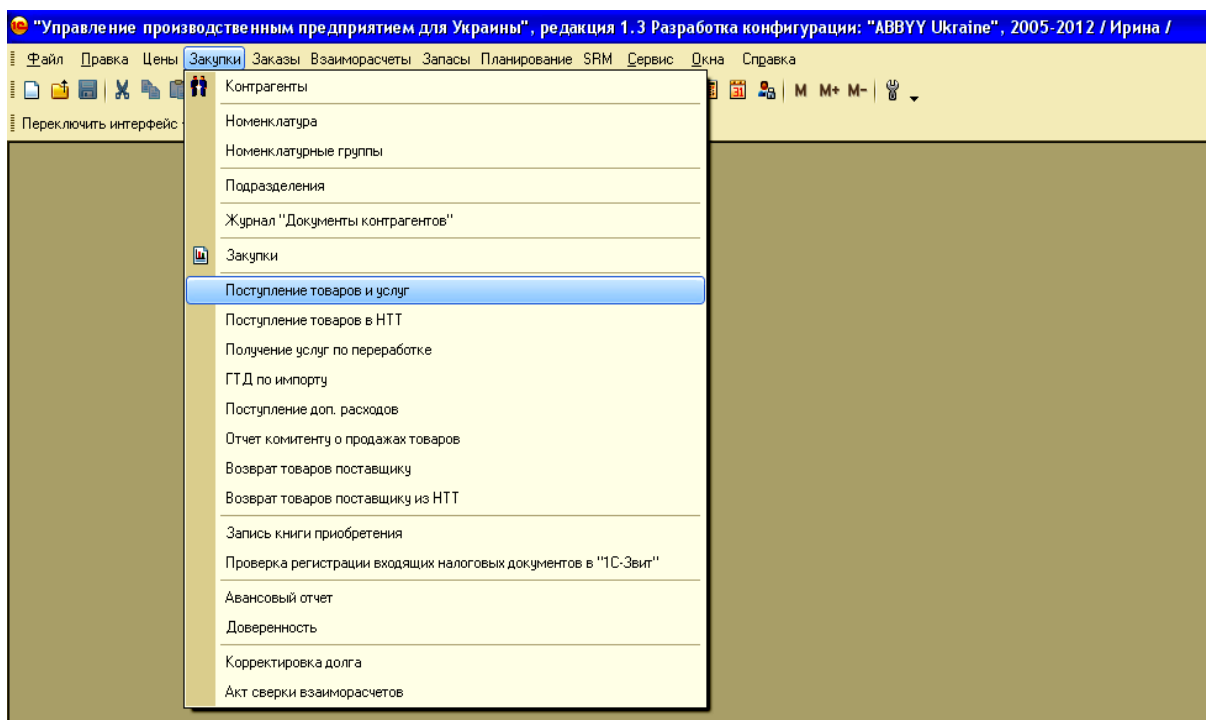 "Управление производственным предприятием для Украины", редакция 1.3 Разработка конфигурации: "ABBYY Ukraine", 2005-2012 / Ирина /
Файл Правка Цены Закупки Заказы Взаиморасчеты Запасы Планирование SRM Сервис Окна Справка
M M+ M-
Переключить интерфейс
Контрагенты
Номенклатура
Номенклатурные группы
Подразделения
Журнал "Документы контрагентов"
Закупки
Поступление товаров и услуг
Поступление товаров в НТТ
Получение услуг по переработке
ГТД по импорту
Поступление доп. расходов
Отчет комитенту о продажах товаров
Возврат товаров поставщику
Возврат товаров поставщику из НТТ
Запись книги приобретения
Проверка регистрации входящих налоговых документов в "1С-Звит"
Авансовый отчет
Доверенность
Корректировка долга
Акт сверки взаиморасчетов